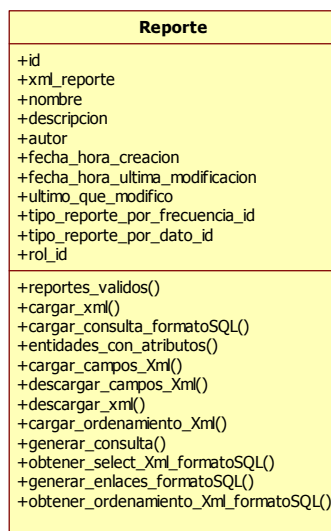 Reporte
+id
+xml_reporte
+nombre
+descripcion
+autor
+fecha_hora_creacion
+fecha_hora_ultima_modificacion
+ultimo_que_modifico
+tipo_reporte_por_frecuencia_id
+tipo_reporte_por_dato_id
+rol_id
+reportes_validos()
+cargar_xml()
+cargar_consulta_formatoSQL()
+entidades_con_atributos()
+cargar_campos_Xml()
+descargar_campos_Xml()
+descargar_xml()
+cargar_ordenamiento_Xml()
+generar_consulta()
+obtener_select_Xml_formatoSQL()
+generar_enlaces_formatoSQL()
+obtener_ordenamiento_Xml_formatoSQL()